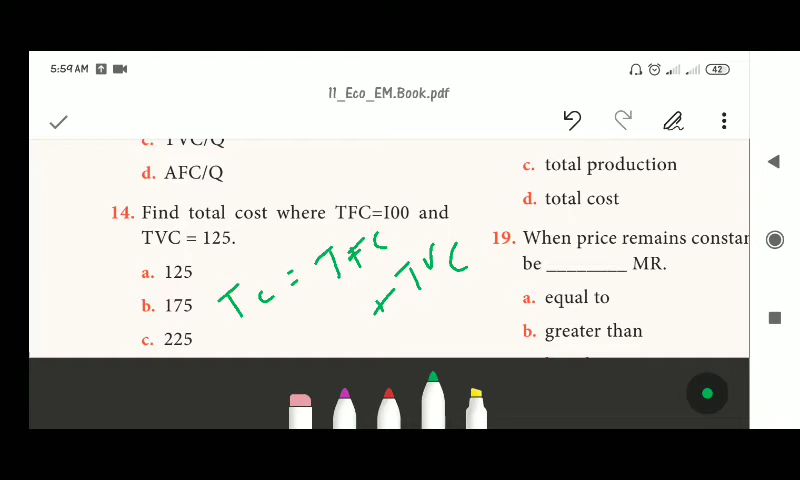 5:59 AM
42
11_Eco_EM.Book.pdf
c. TVC/Q
d. AFC/Q
14. Find total cost where TFC=I00 and
TVC = 125.
a. 125
b. 175
c. 225
TC = TFC
+ TVC
c. total production
d. total cost
19. When price remains constan
be ________ MR.
a. equal to
b. greater than